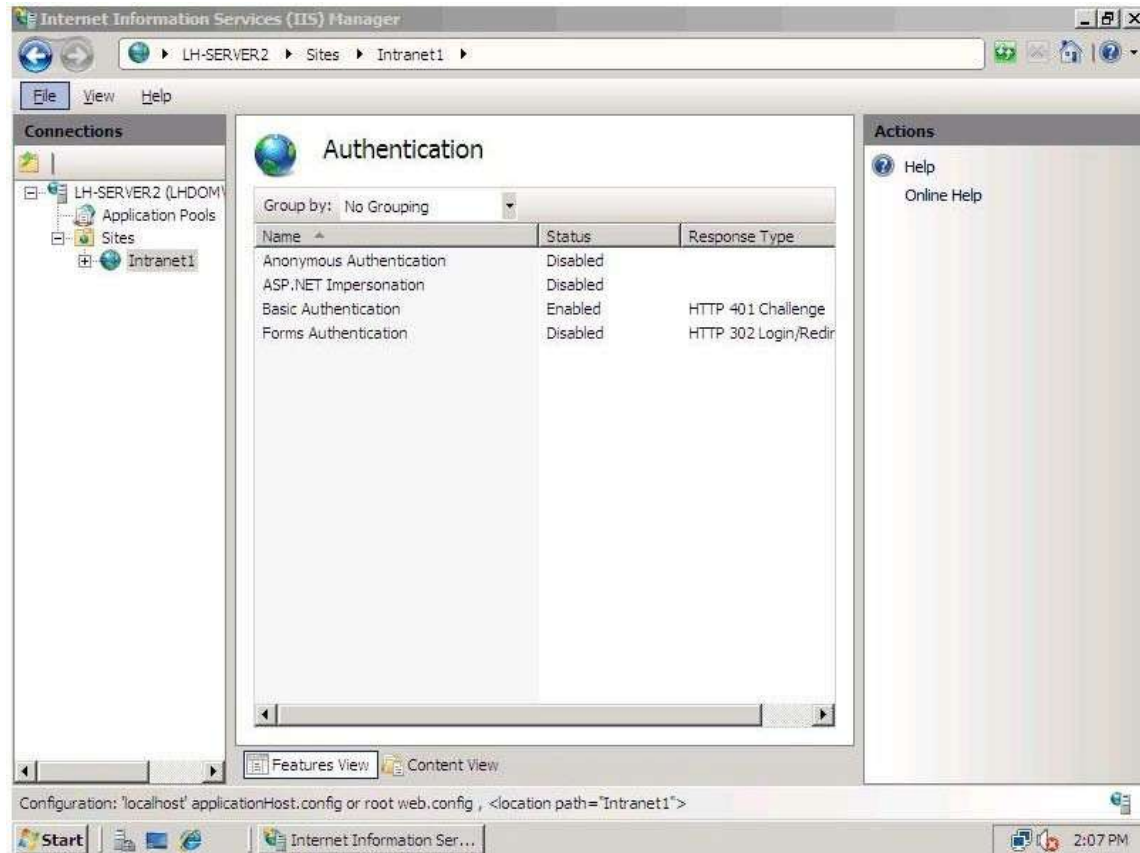 Internet Information Services (IIS) Manager
LH-SERVER2 Sites Intranet1
File View Help
Connections
LH-SERVER2 (LHDOM\
Application Pools
Sites
Intranet1
Authentication
Group by: No Grouping
Name Status Response Type
Anonymous Authentication Disabled
ASP.NET Impersonation Disabled
Basic Authentication Enabled HTTP 401 Challenge
Forms Authentication Disabled HTTP 302 Login/Redir
Features View Content View
Actions
Help
Online Help
Configuration: 'localhost' applicationHost.config or root web.config , <location path="Intranet1">
Start Internet Information Ser... 2:07 PM